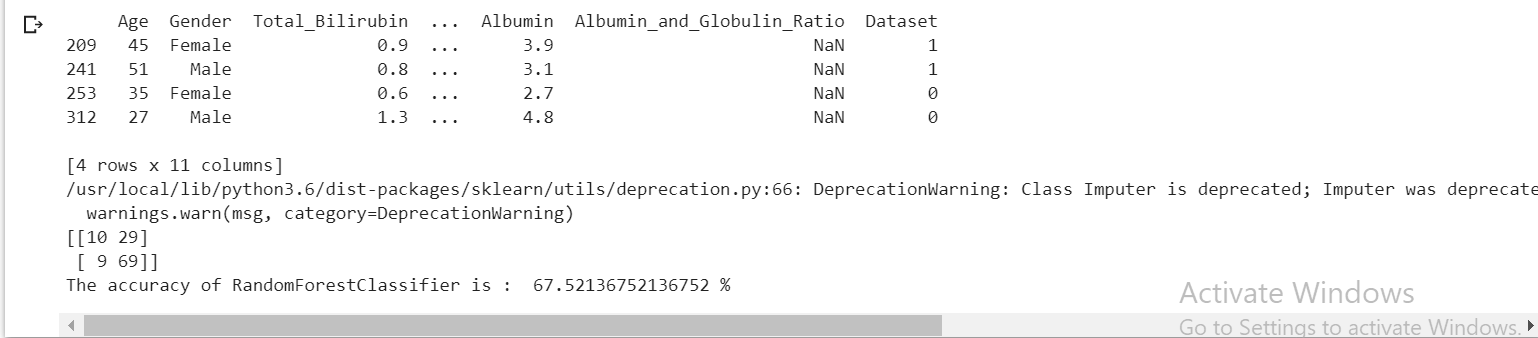 Age Gender Total_Bilirubin ... Albumin Albumin_and_Globulin_Ratio Dataset
209 45 Female 0.9 ... 3.9 NaN 1
241 51 Male 0.8 ... 3.1 NaN 1
253 35 Female 0.6 ... 2.7 NaN 0
312 27 Male 1.3 ... 4.8 NaN 0
[4 rows x 11 columns]
/usr/local/lib/python3.6/dist-packages/sklearn/utils/deprecation.py:66: DeprecationWarning: Class Imputer is deprecated; Imputer was deprecate
warnings.warn(msg, category=DeprecationWarning)
[[10 29]
[ 9 69]]
The accuracy of RandomForestClassifier is : 67.52136752136752 %
Activate Windows
Go to Settings to activate Windows.